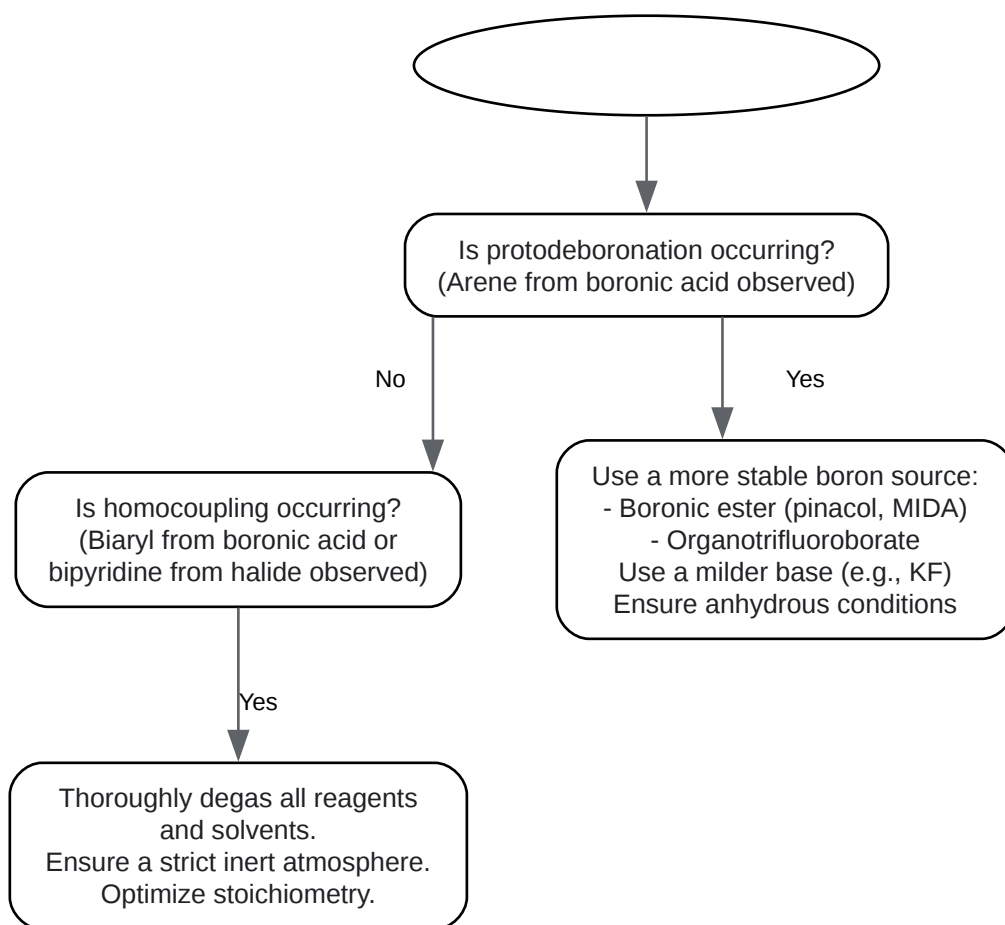 Is protodeboronation occurring?
(Arene from boronic acid observed)
No
Yes
Is homocoupling occurring?
(Biaryl from boronic acid or
bipyridine from halide observed)
Use a more stable boron source:
- Boronic ester (pinacol, MIDA)
- Organotrifluoroborate
Use a milder base (e.g., KF)
Ensure anhydrous conditions
Yes
Thoroughly degas all reagents
and solvents.
Ensure a strict inert atmosphere.
Optimize stoichiometry.